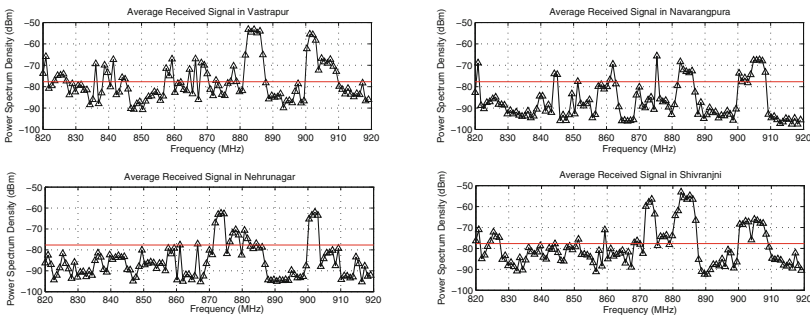 Average Received Signal in Vastrapur
Power Spectrum Density (dBm)
−50
−60
−70
−80
−90
−100
820 830 840 850 860 870 880 890 900 910 920
Frequency (MHz)
Average Received Signal in Navarangpura
Power Spectrum Density (dBm)
−50
−60
−70
−80
−90
−100
820 830 840 850 860 870 880 890 900 910 920
Frequency (MHz)
Average Received Signal in Nehrunagar
Power Spectrum Density (dBm)
−50
−60
−70
−80
−90
−100
820 830 840 850 860 870 880 890 900 910 920
Frequency (MHz)
Average Received Signal in Shivranjni
Power Spectrum Density (dBm)
−50
−60
−70
−80
−90
−100
820 830 840 850 860 870 880 890 900 910 920
Frequency (MHz)